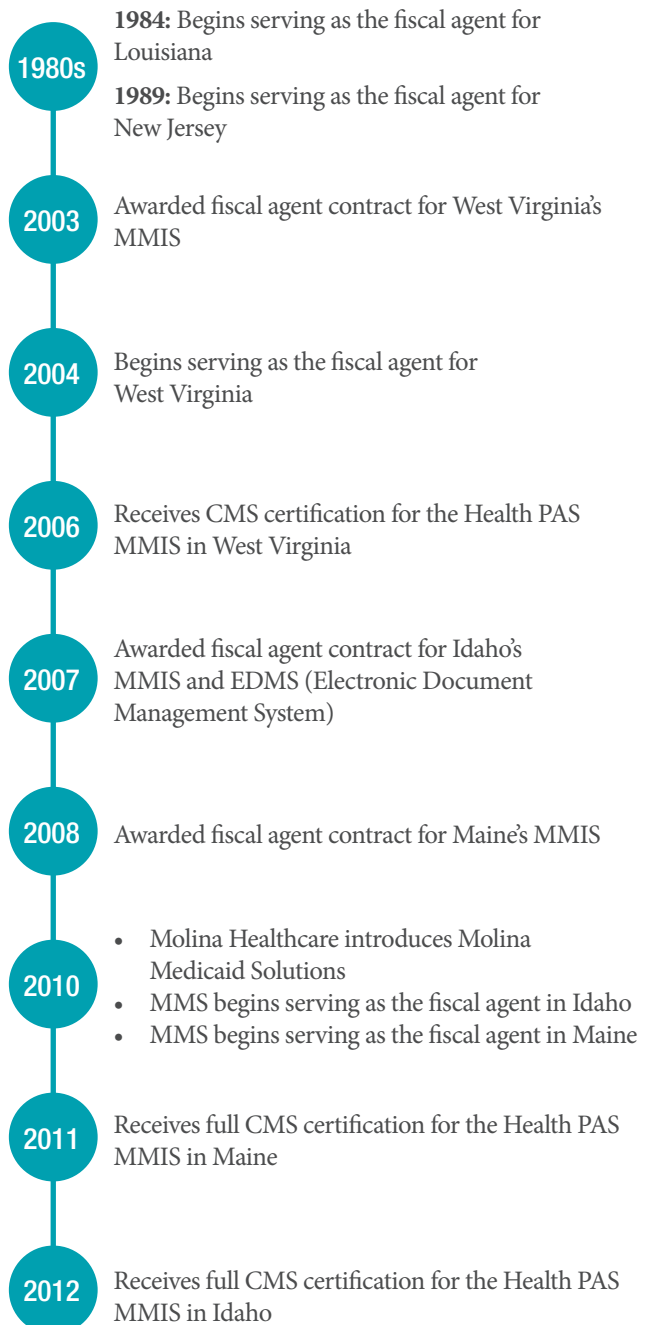 1980s
1984: Begins serving as the fiscal agent for
Louisiana
1989: Begins serving as the fiscal agent for
New Jersey
2003
Awarded fiscal agent contract for West Virginia's
MMIS
2004
Begins serving as the fiscal agent for
West Virginia
2006
Receives CMS certification for the Health PAS
MMIS in West Virginia
2007
Awarded fiscal agent contract for Idaho's
MMIS and EDMS (Electronic Document
Management System)
2008
Awarded fiscal agent contract for Maine's MMIS
2010
• Molina Healthcare introduces Molina
Medicaid Solutions
• MMS begins serving as the fiscal agent in Idaho
• MMS begins serving as the fiscal agent in Maine
2011
Receives full CMS certification for the Health PAS
MMIS in Maine
2012
Receives full CMS certification for the Health PAS
MMIS in Idaho